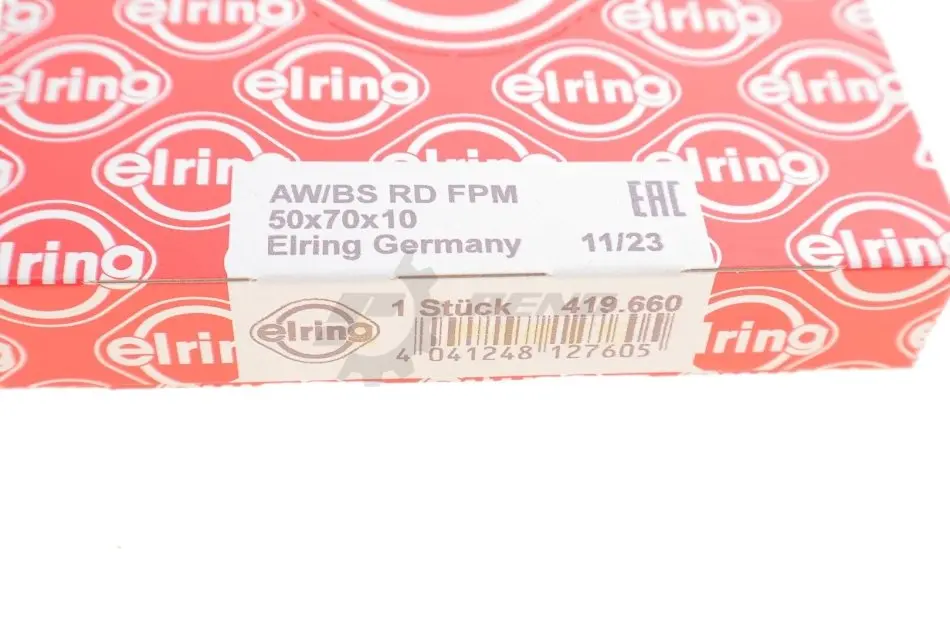 elring
elring
elring
elring
elring
elring
elring
elring
AW/BS RD FPM
50x70x10
EAC
Elring Germany 11/23
elring
elring
1 Stück 419.660
elring
4 041248 127605
elring
elring